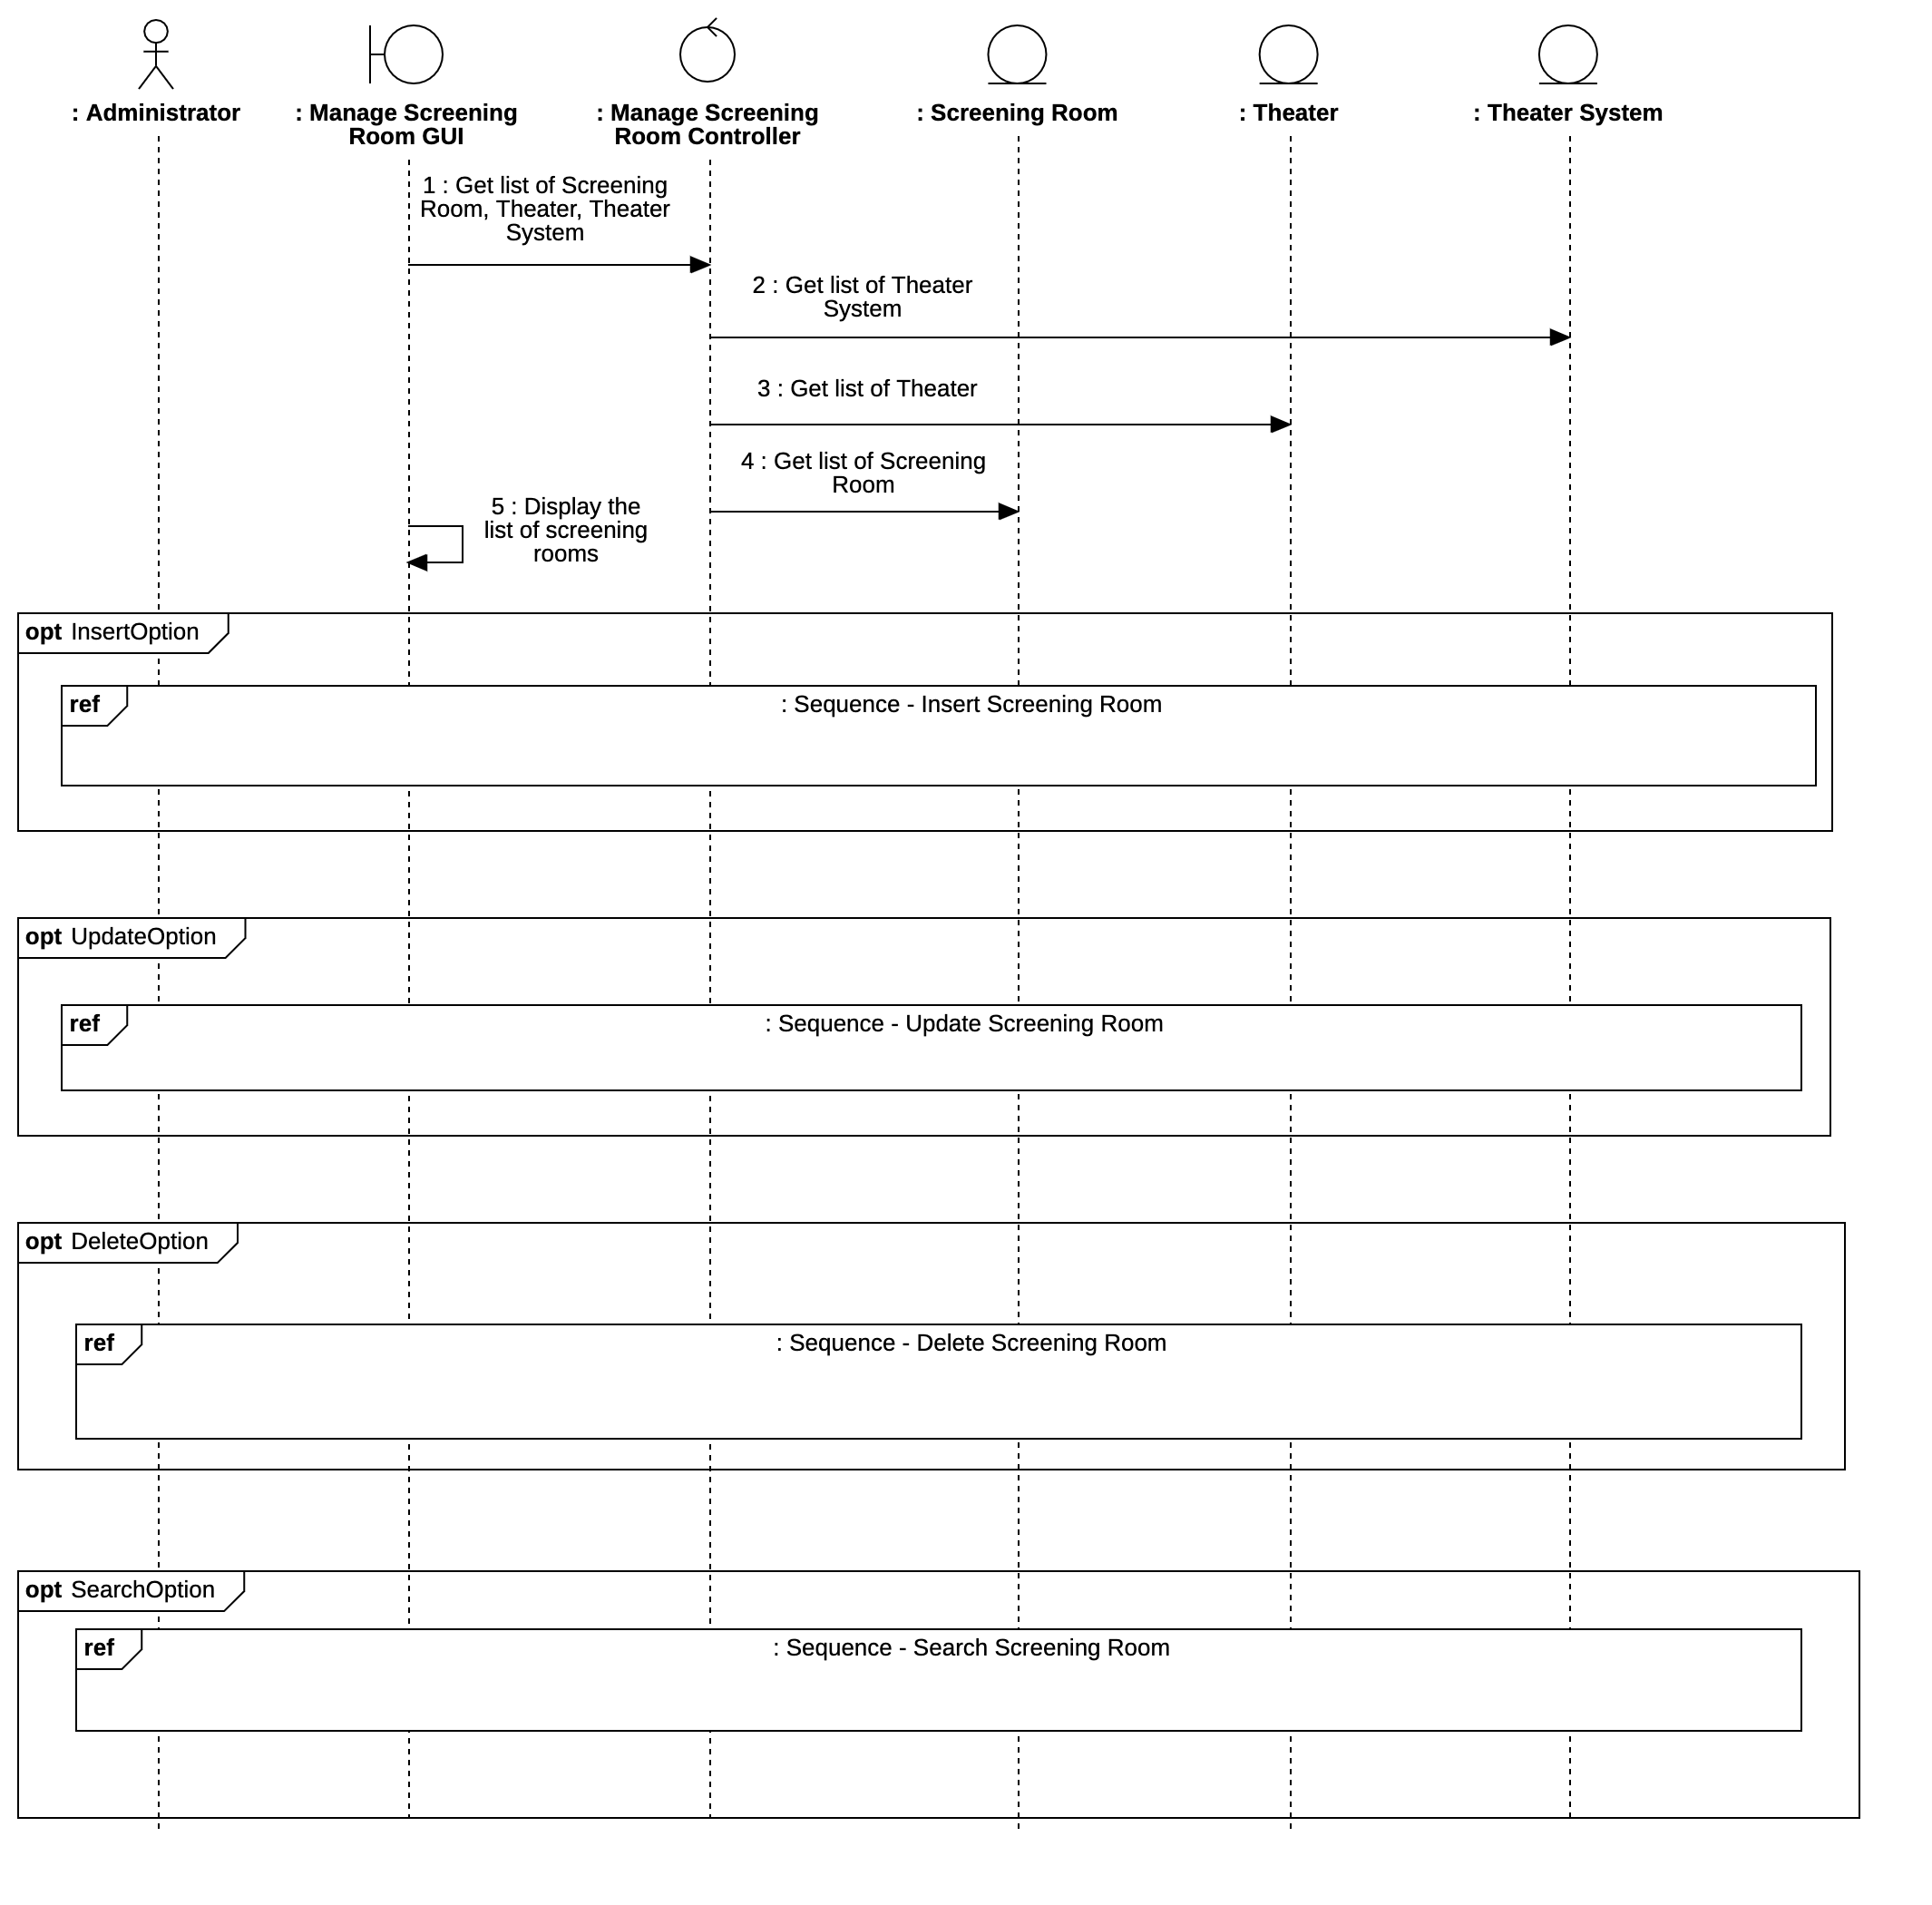 : Administrator
: Manage Screening
Room GUI
: Manage Screening
Room Controller
: Screening Room
: Theater
: Theater System
1 : Get list of Screening
Room, Theater, Theater
System
2 : Get list of Theater
System
3 : Get list of Theater
4 : Get list of Screening
Room
5 : Display the
list of screening
rooms
opt InsertOption
ref
: Sequence - Insert Screening Room
opt UpdateOption
ref
: Sequence - Update Screening Room
opt DeleteOption
ref
: Sequence - Delete Screening Room
opt SearchOption
ref
: Sequence - Search Screening Room